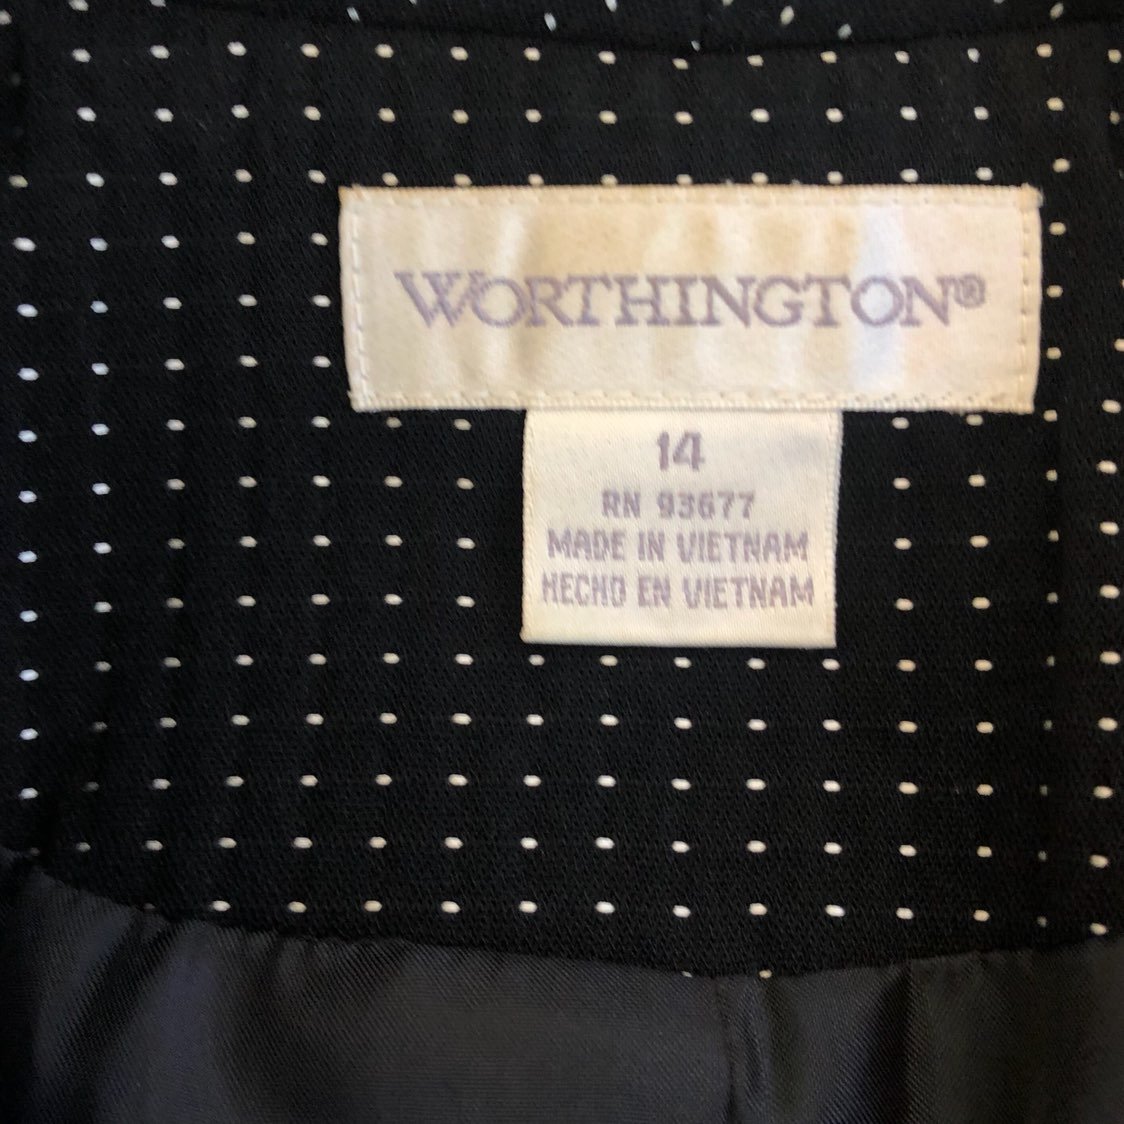 WORTHINGTON®
14
RN 93677
MADE IN VIETNAM
HECHO EN VIETNAM